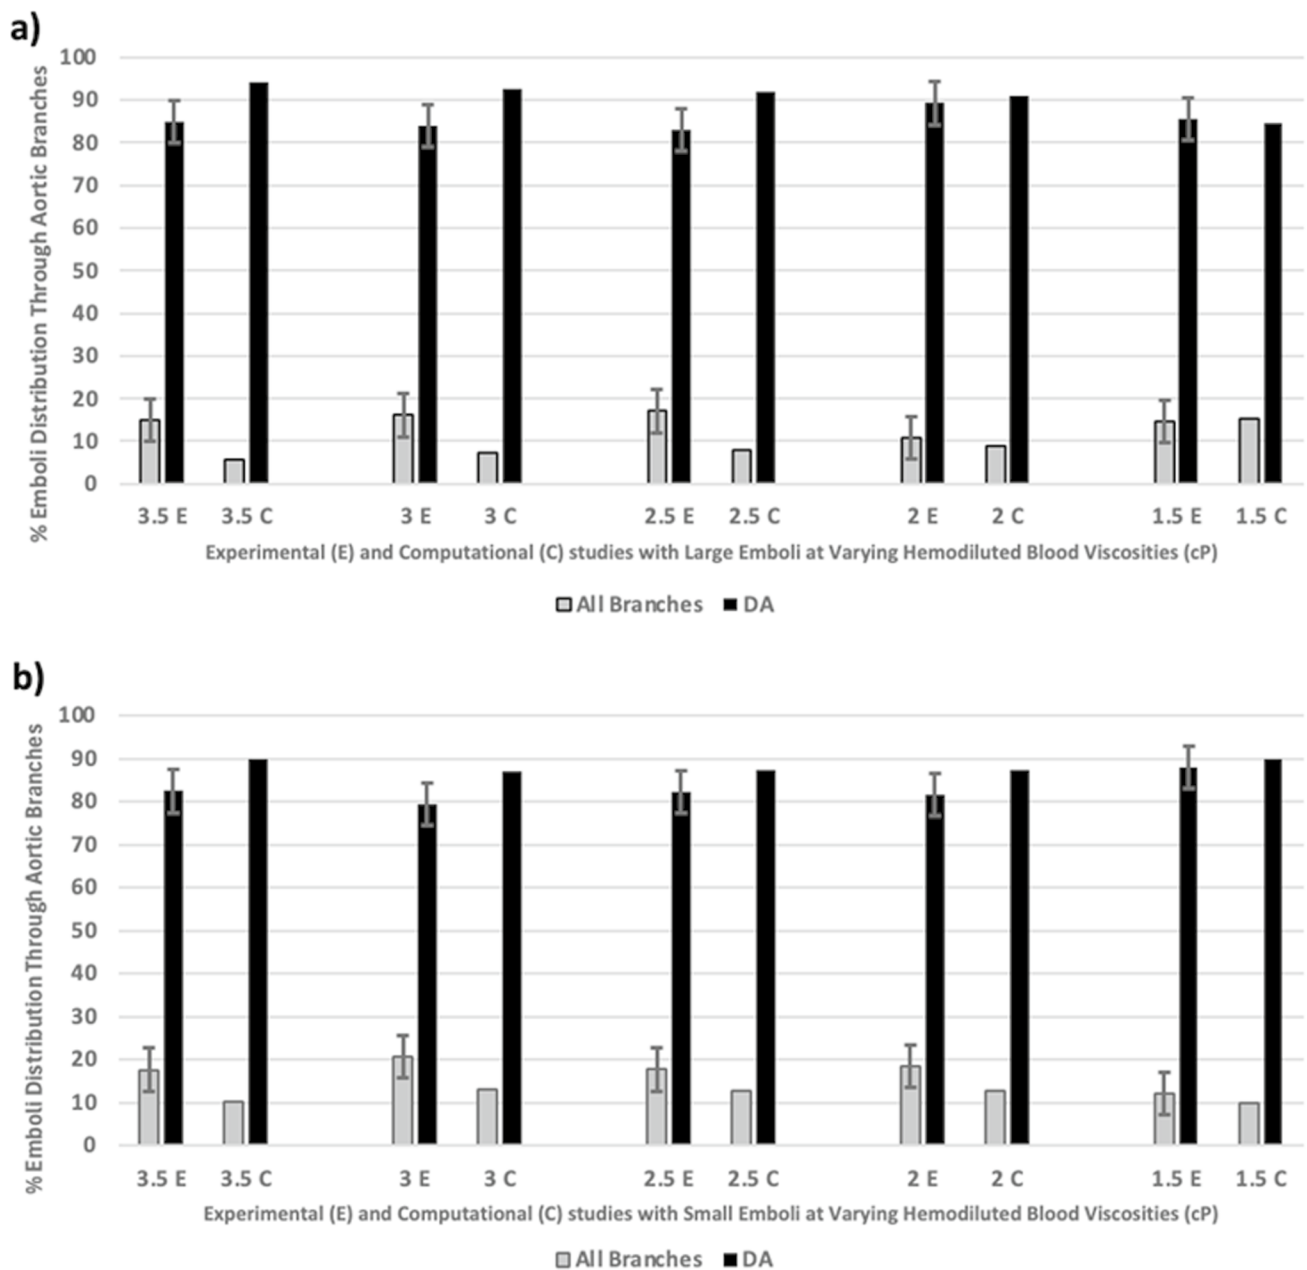 a)
% Emboli Distribution Through Aortic Branches
100
90
80
70
60
50
40
30
20
10
0
3.5 E 3.5 C 3 E 3 C 2.5 E 2.5 C 2 E 2 C 1.5 E 1.5 C
Experimental (E) and Computational (C) studies with Large Emboli at Varying Hemodiluted Blood Viscosities (cP)
All Branches DA
b)
% Emboli Distribution Through Aortic Branches
100
90
80
70
60
50
40
30
20
10
0
3.5 E 3.5 C 3 E 3 C 2.5 E 2.5 C 2 E 2 C 1.5 E 1.5 C
Experimental (E) and Computational (C) studies with Small Emboli at Varying Hemodiluted Blood Viscosities (cP)
All Branches DA